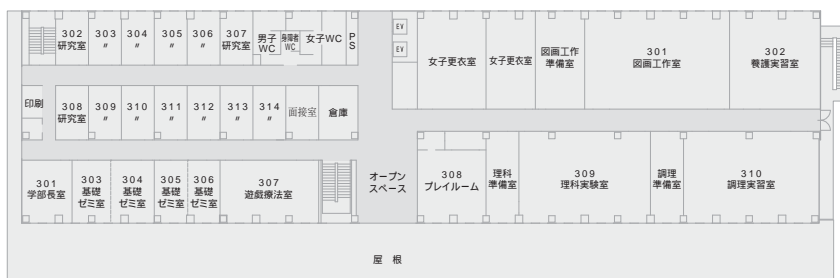 302
研究室
303
〃
304
〃
305
〃
306
〃
307
研究室
男子
WC
身障者
WC
女子WC
P
S
EV
EV
女子更衣室
女子更衣室
図画工作
準備室
301
図画工作室
302
養護実習室
印刷
308
研究室
309
〃
310
〃
311
〃
312
〃
313
〃
314
〃
面接室
倉庫
301
学部長室
303
基礎
ゼミ室
304
基礎
ゼミ室
305
基礎
ゼミ室
306
基礎
ゼミ室
307
遊戯療法室
オープン
スペース
308
プレイルーム
理科
準備室
309
理科実験室
調理
準備室
310
調理実習室
屋 根